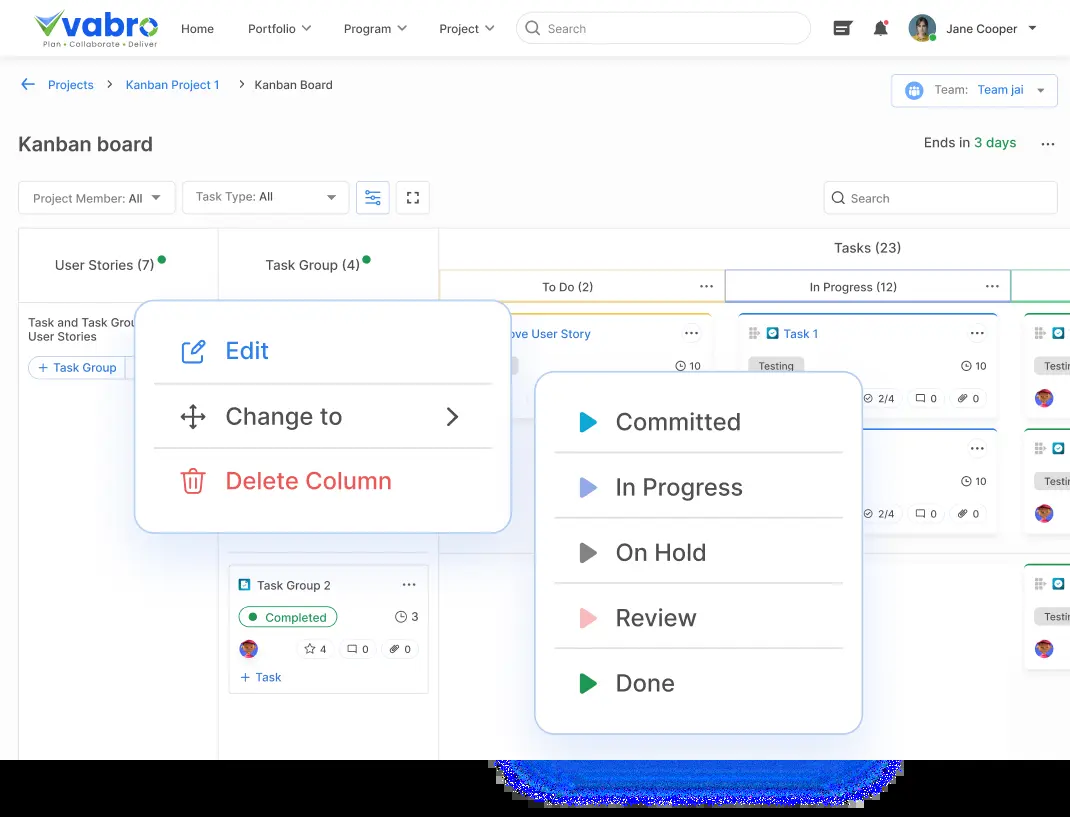 vabro
Plan • Collaborate • Deliver
Home
Portfolio
Program
Project
Search
Jane Cooper
Projects
Kanban Project 1
Kanban Board
Team: Team jai
Kanban board
Ends in 3 days
Project Member: All
Task Type: All
Search
User Stories (7)
Task Group (4)
Tasks (23)
To Do (2)
In Progress (12)
Task and Task Grou
User Stories
+ Task Group
Edit
Change to
Delete Column
ove User Story
10
Task 1
Testing
10
2/4
0
0
10
2/4
0
0
Testi
Testi
Testi
Committed
In Progress
On Hold
Review
Done
Task Group 2
Completed
3
4
0
0
+ Task